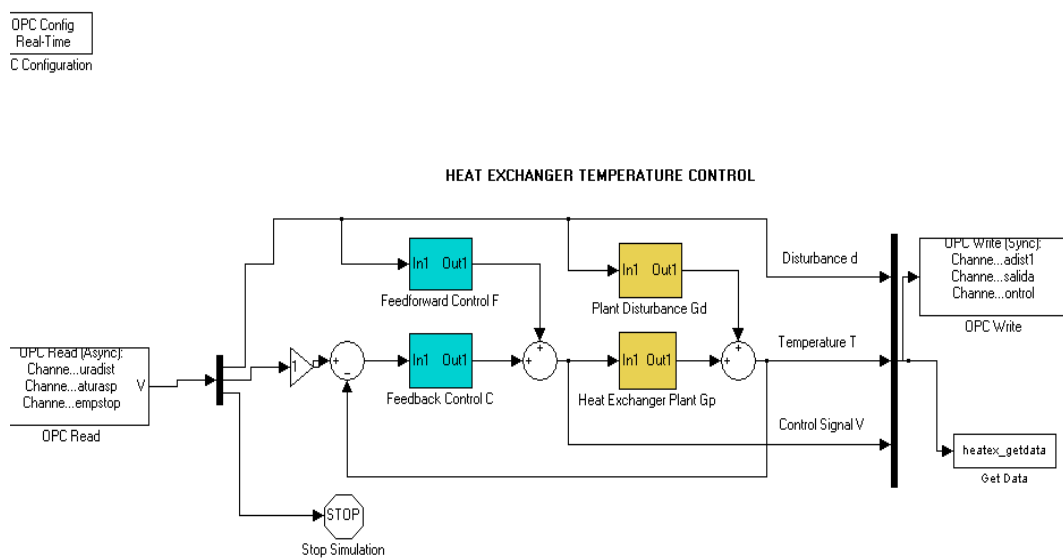 OPC Config
Real-Time
C Configuration
HEAT EXCHANGER TEMPERATURE CONTROL
In1 Out1
Feedforward Control F
In1 Out1
Plant Disturbance Gd
Disturbance d
OPC Write (Sync):
Channe...adist1
Channe...salida
Channe...ontrol
OPC Write
OPC Read (Async):
Channe...uradist
Channe...aturasp
Channe...empstop
V
OPC Read
1
In1 Out1
Feedback Control C
In1 Out1
Heat Exchanger Plant Gp
Temperature T
Control Signal V
heatex_getdata
Get Data
STOP
Stop Simulation